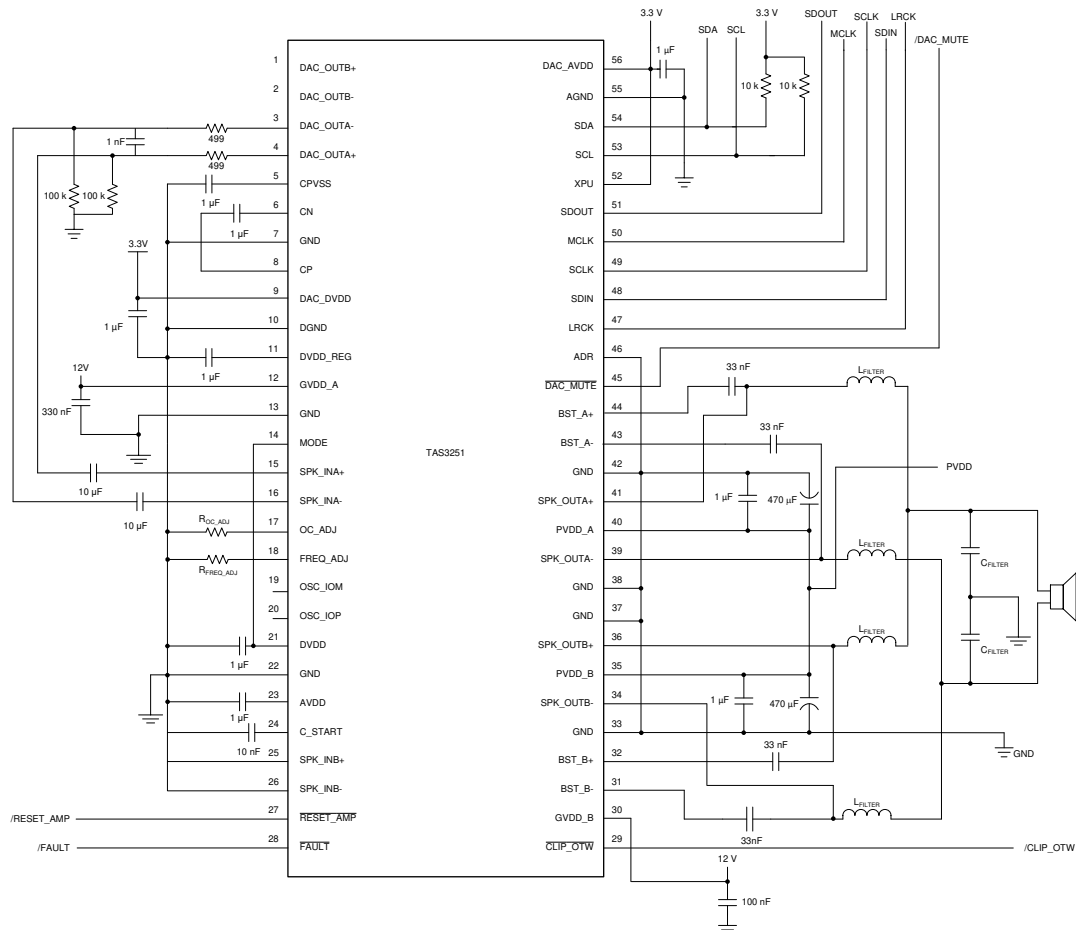 3.3 V
3.3 V
SDOUT
SCLK
LRCK
SDA
SCL
MCLK
SDIN
/DAC_MUTE
1 µF
10 k
10 k
1
DAC_OUTB+
2
DAC_OUTB-
3
DAC_OUTA-
4
DAC_OUTA+
5
CPVSS
6
CN
7
GND
8
CP
9
DAC_DVDD
10
DGND
11
DVDD_REG
12
GVDD_A
13
GND
14
MODE
15
SPK_INA+
16
SPK_INA-
17
OC_ADJ
18
FREQ_ADJ
19
OSC_IOM
20
OSC_IOP
21
DVDD
22
GND
23
AVDD
24
C_START
25
SPK_INB+
26
SPK_INB-
27
RESET_AMP
28
FAULT
499
1 nF
499
100 k
100 k
1 µF
1 µF
3.3V
1 µF
1 µF
12V
330 nF
10 µF
10 µF
ROC_ADJ
RFREQ_ADJ
1 µF
1 µF
10 nF
/RESET_AMP
/FAULT
TAS3251
56
DAC_AVDD
55
AGND
54
SDA
53
SCL
52
XPU
51
SDOUT
50
MCLK
49
SCLK
48
SDIN
47
LRCK
46
ADR
45
DAC_MUTE
44
BST_A+
43
BST_A-
42
GND
41
SPK_OUTA+
40
PVDD_A
39
SPK_OUTA-
38
GND
37
GND
36
SPK_OUTB+
35
PVDD_B
34
SPK_OUTB-
33
GND
32
BST_B+
31
BST_B-
30
GVDD_B
29
CLIP_OTW
33 nF
LFILTER
33 nF
PVDD
1 µF
470 µF
LFILTER
CFILTER
LFILTER
CFILTER
1 µF
470 µF
33 nF
GND
LFILTER
33nF
/CLIP_OTW
12 V
100 nF